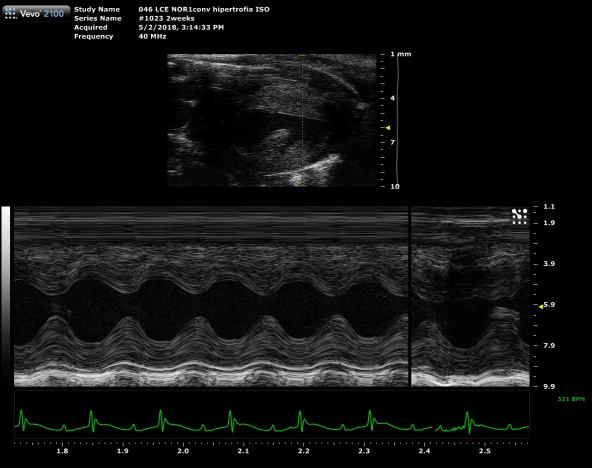 Vevo 2100
Study Name 046 LCE NOR1conv hipertrofia ISO
Series Name #1023 2weeks
Acquired 5/2/2018, 3:14:33 PM
Frequency 40 MHz
1 mm
4
7
10
1.1
1.9
3.9
5.9
7.9
9.9
521 BPM
1.8 1.9 2.0 2.1 2.2 2.3 2.4 2.5